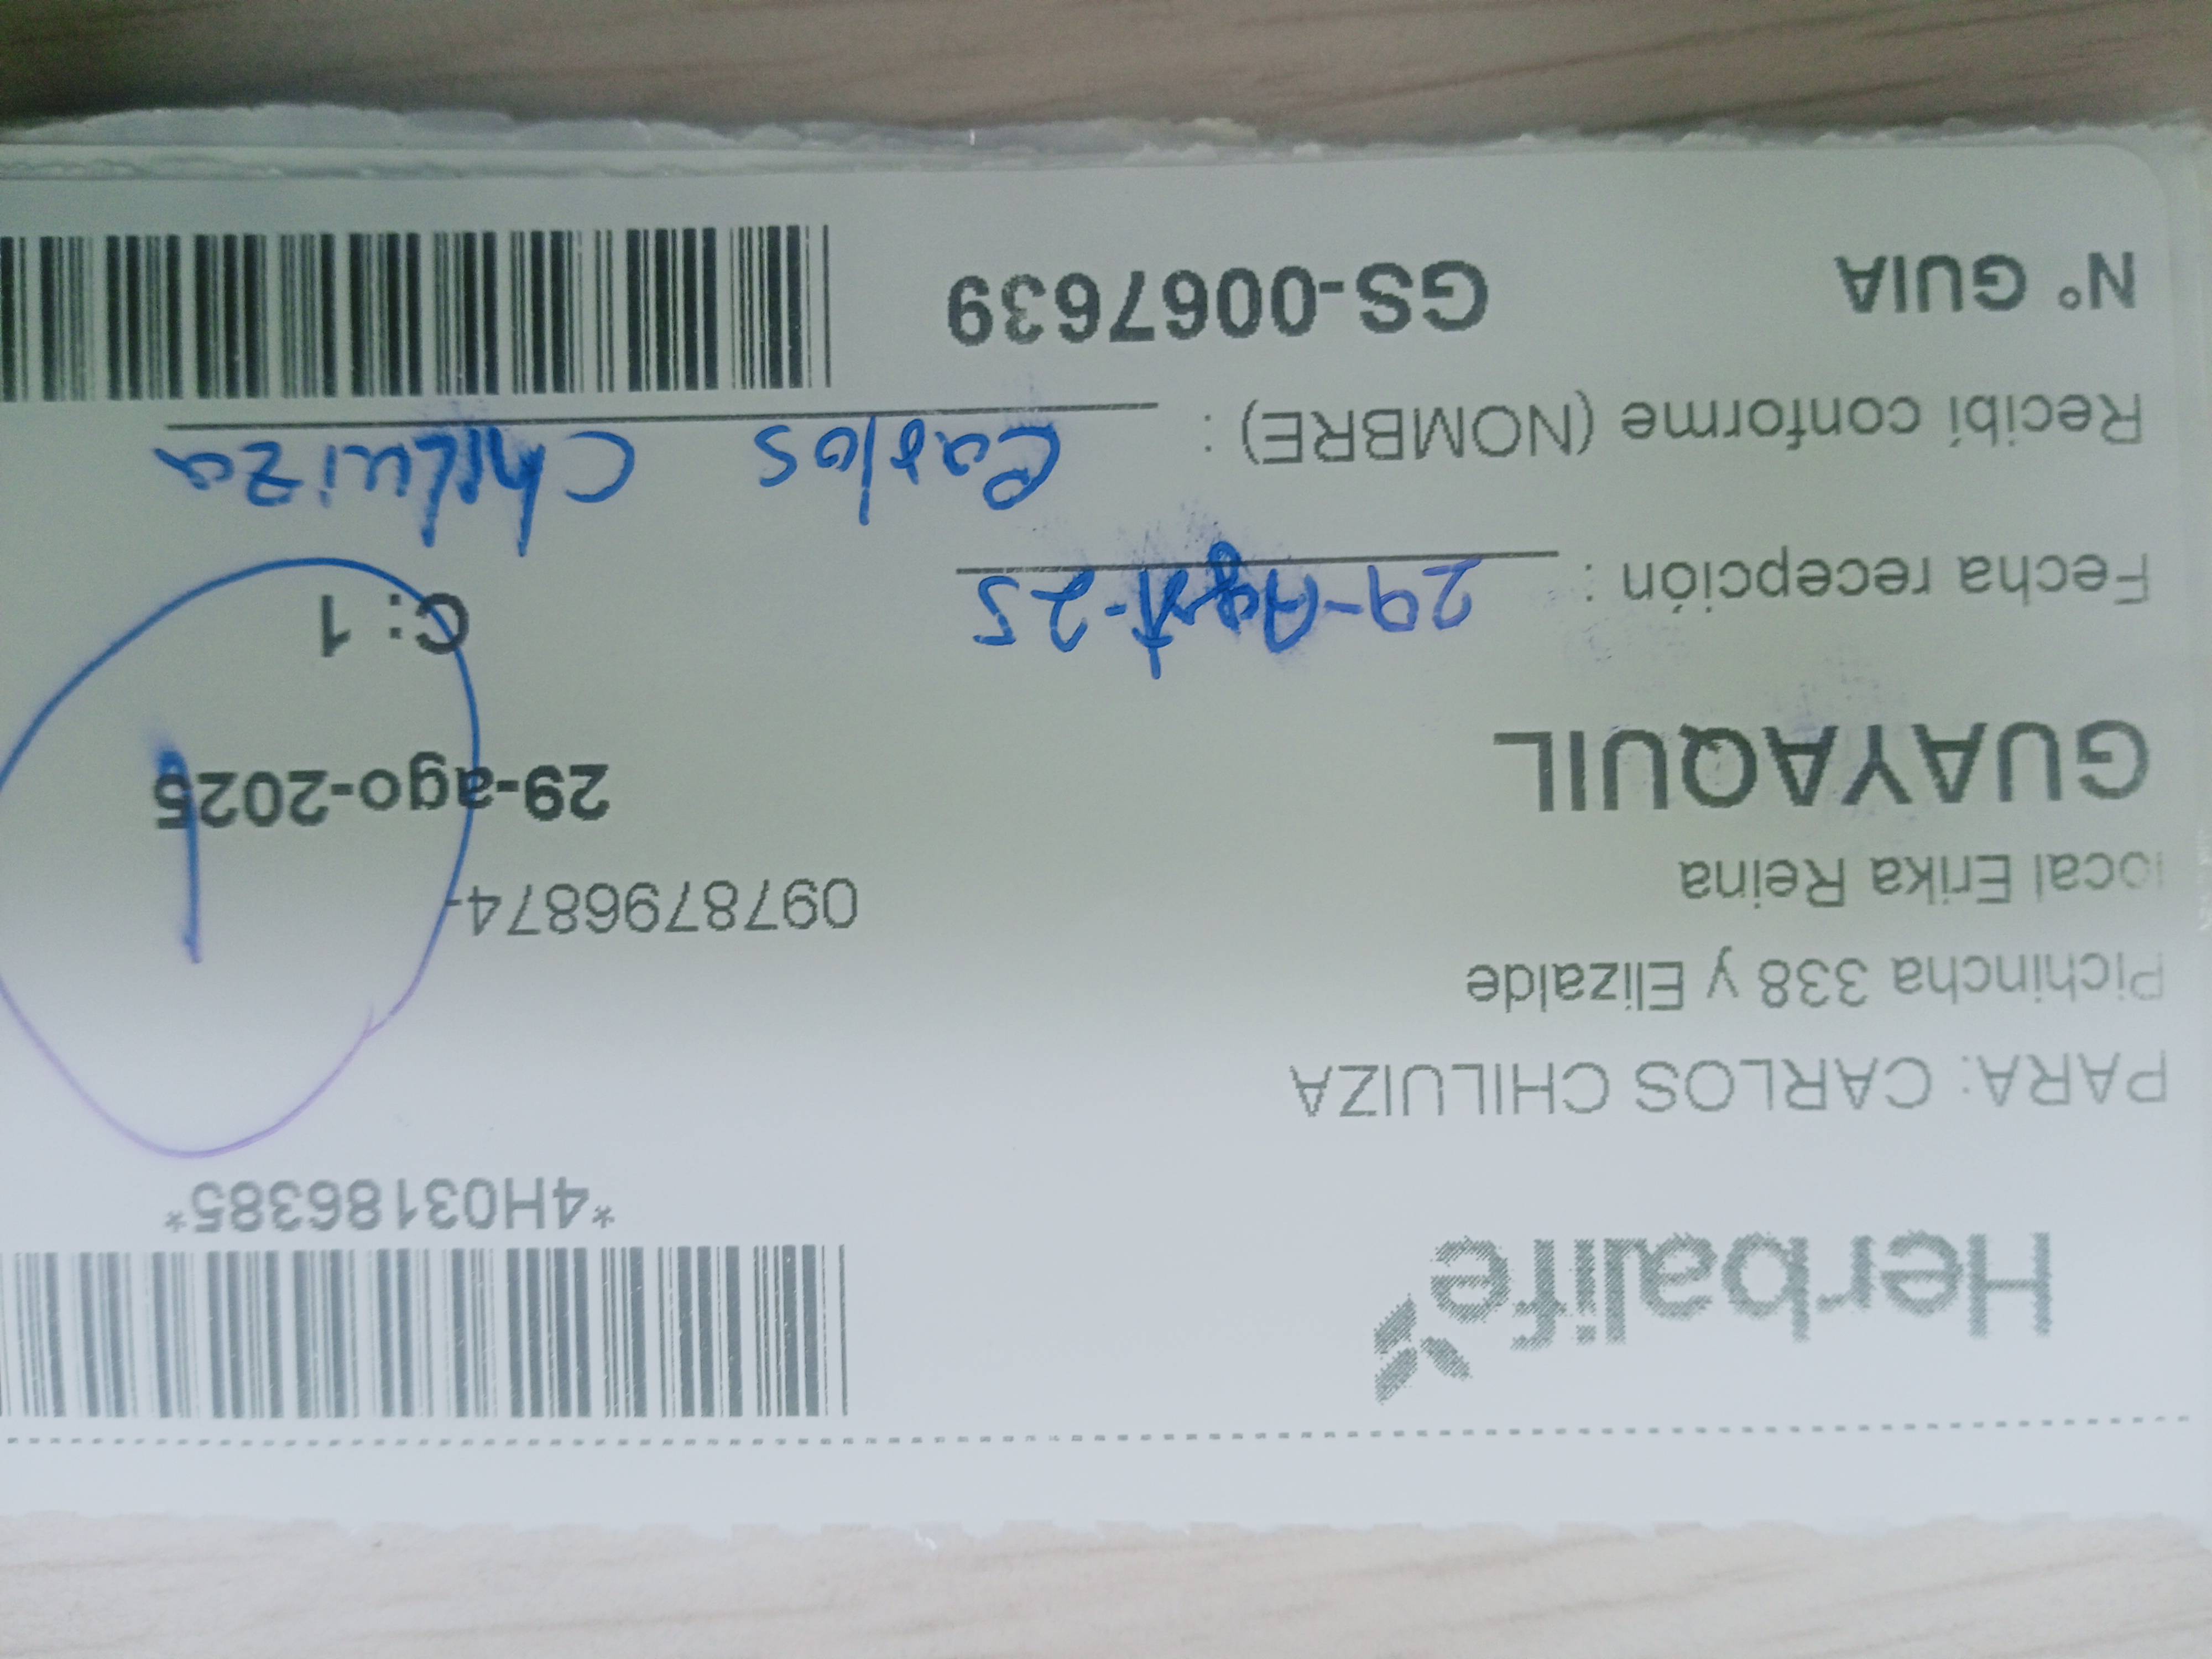 Herbalife
*4H03186385*
PARA: CARLOS CHILUIZA
Pichincha 338 y Elizalde
local Erika Reina 0978796874-
GUAYAQUIL 29-ago-2025
1
C: 1
Fecha recepción : 29-Agst-25
Recibí conforme (NOMBRE) : Carlos Chiluiza
N° GUIA GS-0067639